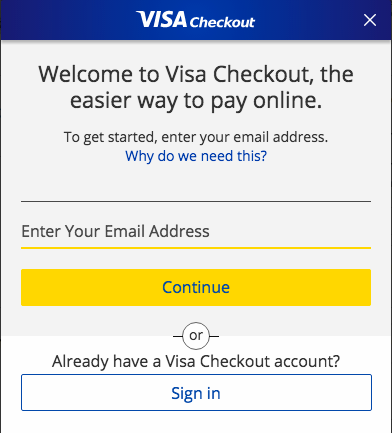 VISA Checkout
Welcome to Visa Checkout, the
easier way to pay online.
To get started, enter your email address.
Why do we need this?
Enter Your Email Address
Continue
or
Already have a Visa Checkout account?
Sign in